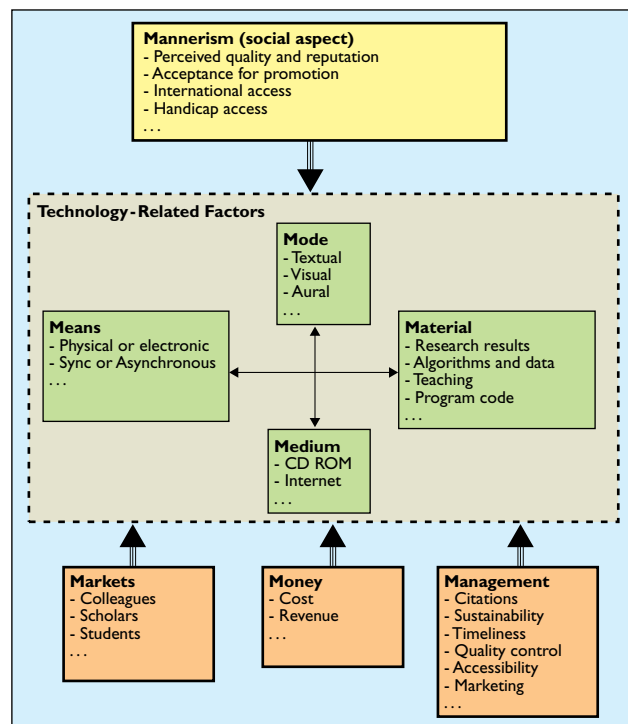 Mannerism (social aspect)
- Perceived quality and reputation
- Acceptance for promotion
- International access
- Handicap access
. . .
Technology-Related Factors
Mode
- Textual
- Visual
- Aural
. . .
Means
- Physical or electronic
- Sync or Asynchronous
. . .
Material
- Research results
- Algorithms and data
- Teaching
- Program code
. . .
Medium
- CD ROM
- Internet
. . .
Markets
- Colleagues
- Scholars
- Students
. . .
Money
- Cost
- Revenue
. . .
Management
- Citations
- Sustainability
- Timeliness
- Quality control
- Accessibility
- Marketing
. . .